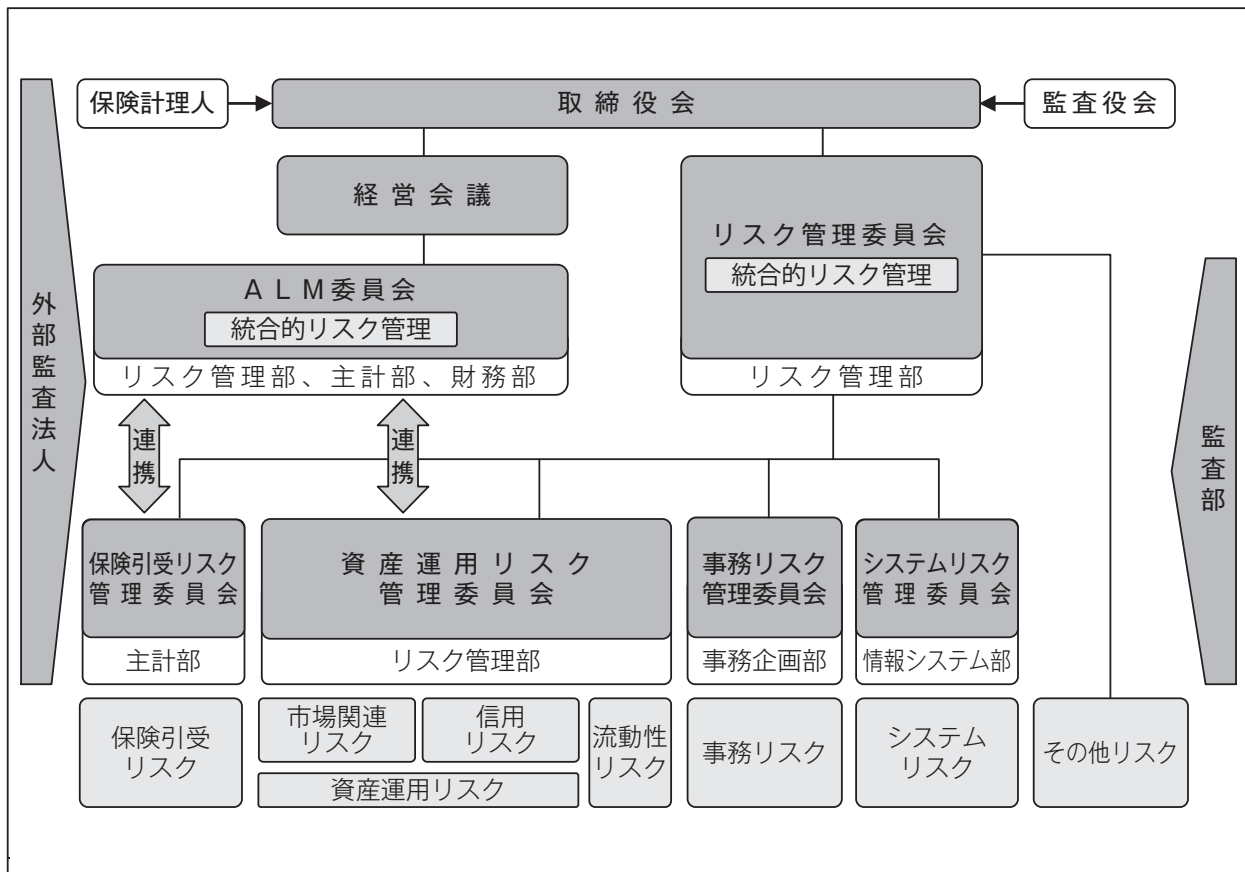 保険計理人
取締役会
監査役会
経営会議
リスク管理委員会
統合的リスク管理
リスク管理部
ALM委員会
統合的リスク管理
リスク管理部、主計部、財務部
外部監査法人
監査部
連携
連携
保険引受リスク
管理委員会
主計部
資産運用リスク
管理委員会
リスク管理部
事務リスク
管理委員会
事務企画部
システムリスク
管理委員会
情報システム部
保険引受
リスク
市場関連
リスク
信用
リスク
資産運用リスク
流動性
リスク
事務リスク
システム
リスク
その他リスク